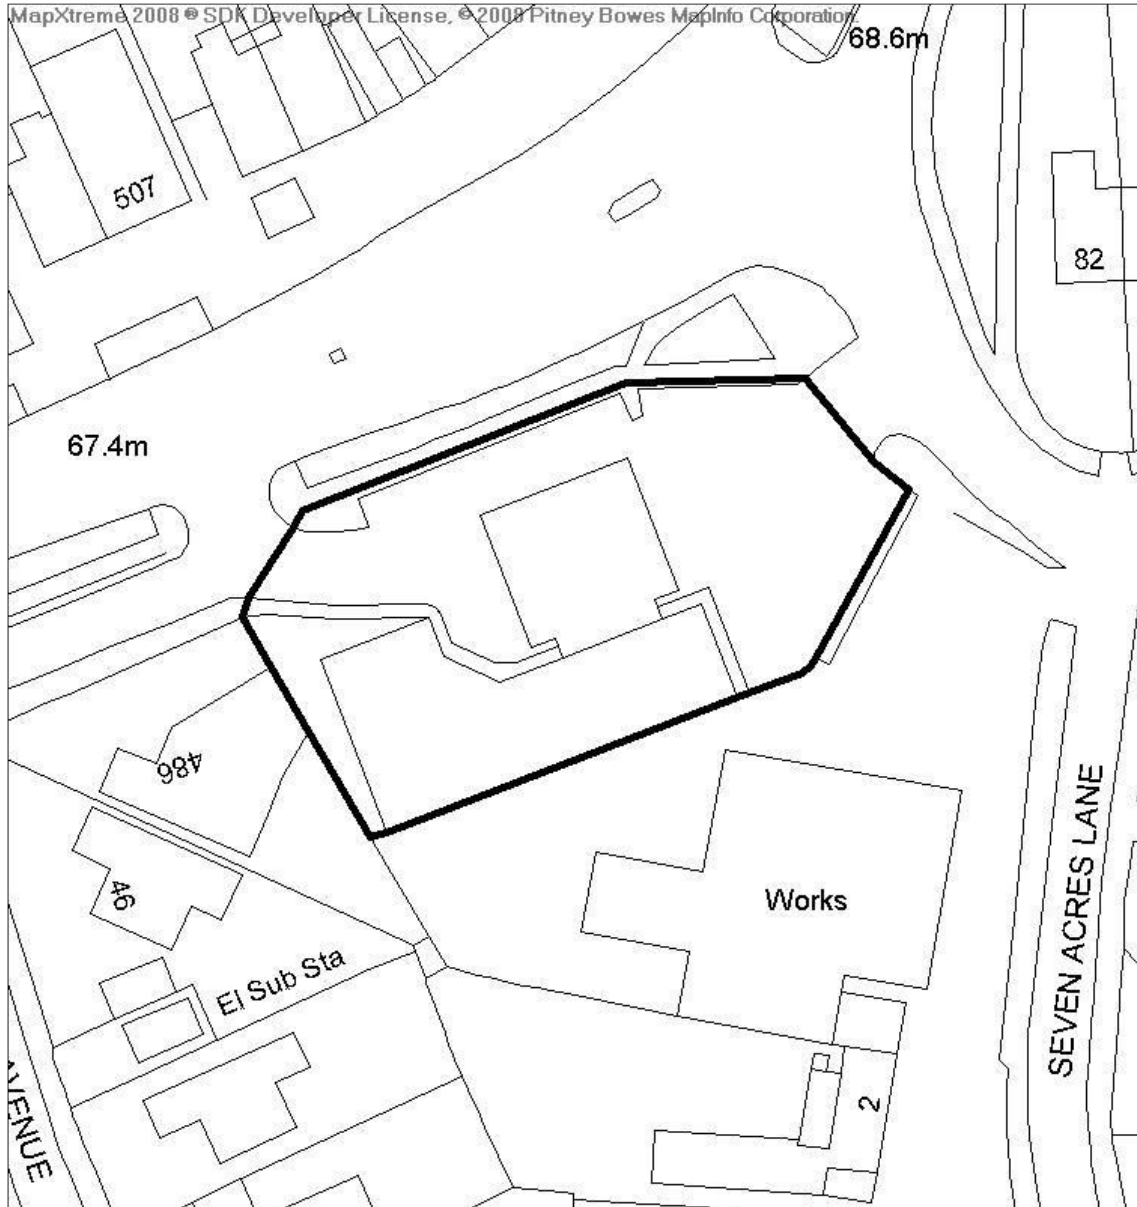 MapXtreme 2008 ® SDK Developer License, © 2008 Pitney Bowes MapInfo Corporation.
68.6m
507
82
67.4m
486
46
Works
El Sub Sta
SEVEN ACRES LANE
2
AVENUE